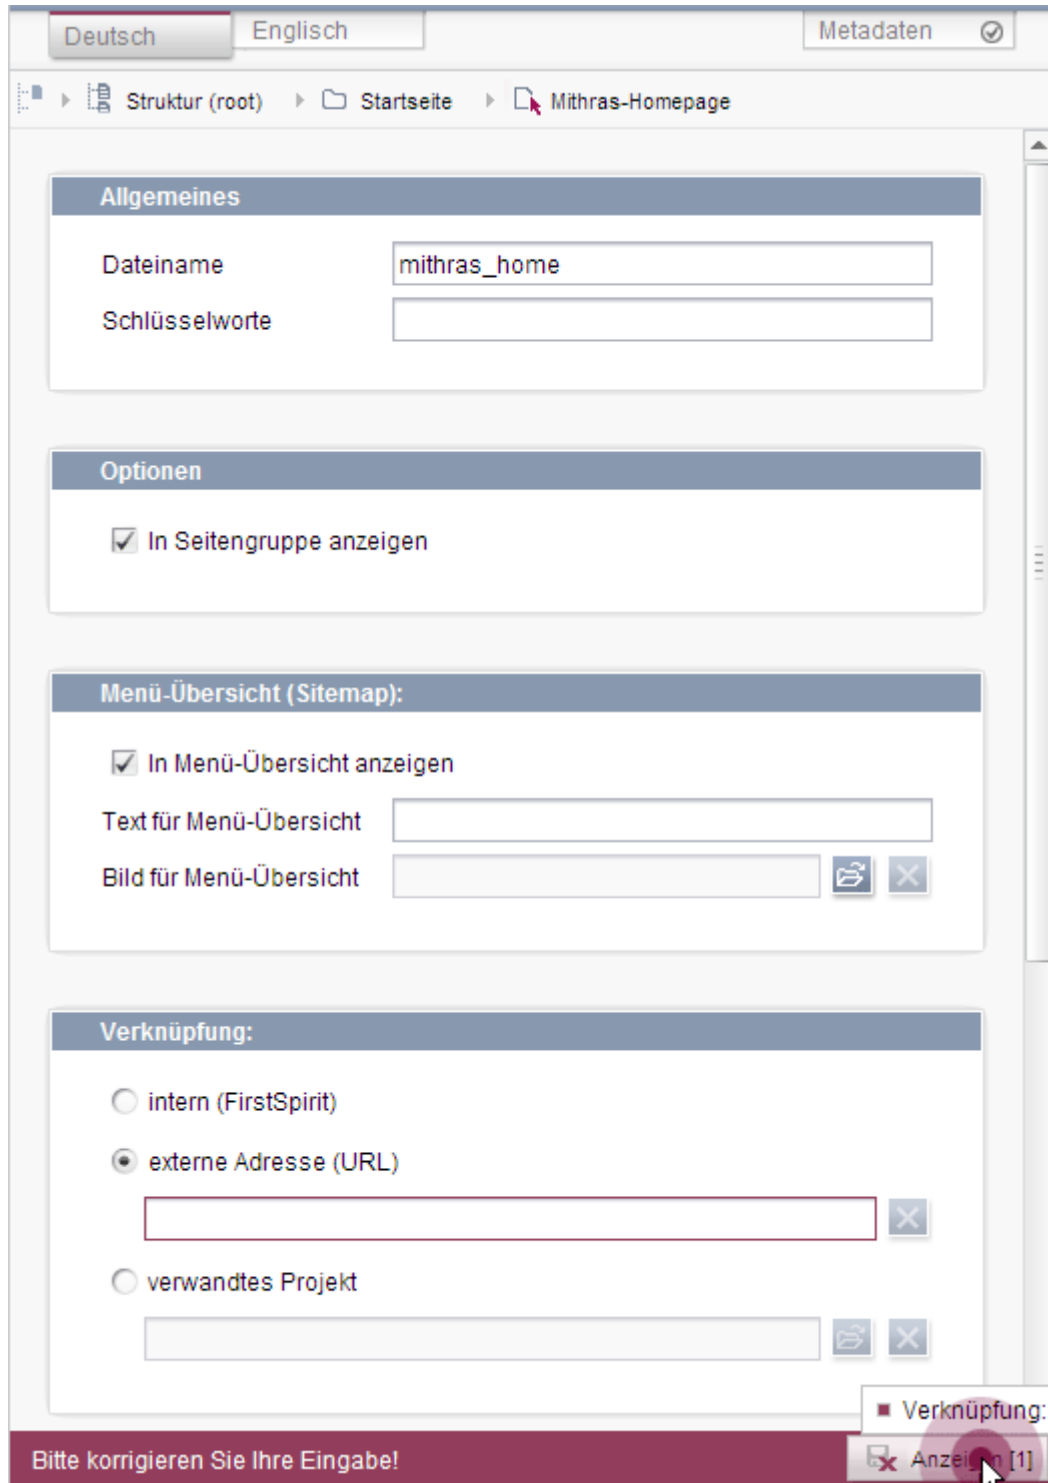 Deutsch Englisch Metadaten
Struktur (root) Startseite Mithras-Homepage
Allgemeines
Dateiname mithras_home
Schlüsselworte
Optionen
In Seitengruppe anzeigen
Menü-Übersicht (Sitemap):
In Menü-Übersicht anzeigen
Text für Menü-Übersicht
Bild für Menü-Übersicht
Verknüpfung:
intern (FirstSpirit)
externe Adresse (URL)
verwandtes Projekt
Verknüpfung:
Bitte korrigieren Sie Ihre Eingabe! Anzeigen [1]